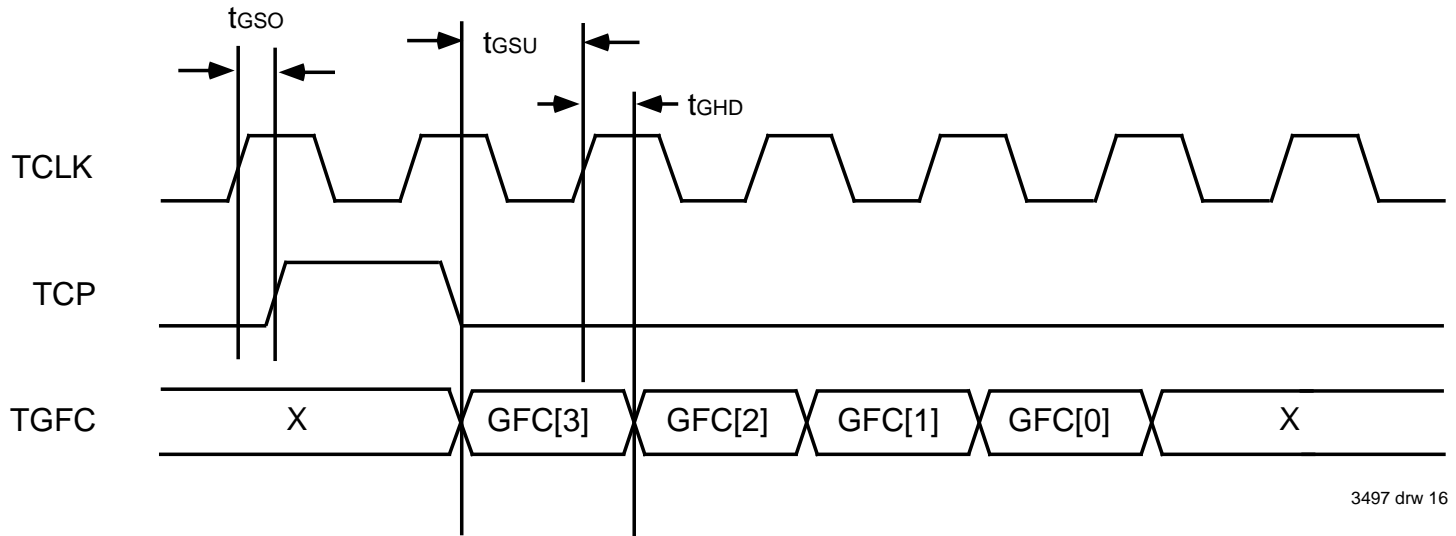 tGSO
tGSU
tGHD
TCLK
TCP
TGFC
X
GFC[3]
GFC[2]
GFC[1]
GFC[0]
X
3497 drw 16